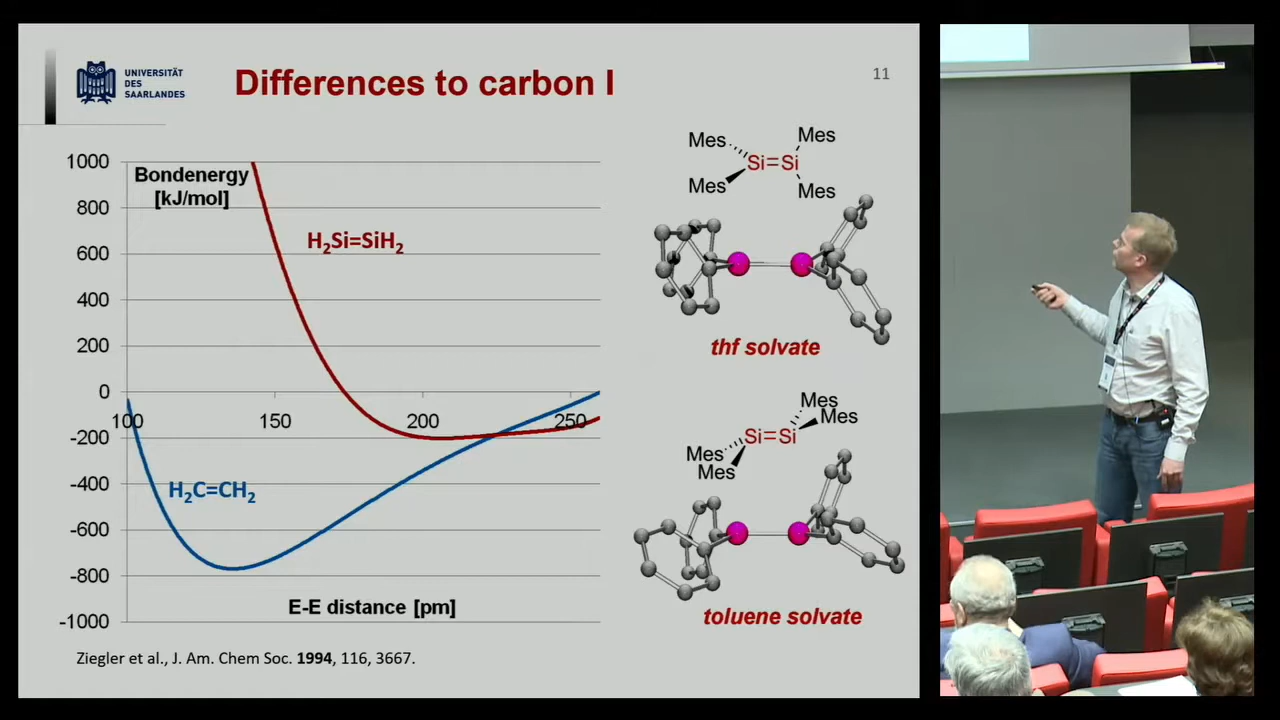 UNIVERSITÄT
DES
SAARLANDES
Differences to carbon I
11
1000
800
600
400
200
0
-200
-400
-600
-800
-1000
Bondenergy
[kJ/mol]
H₂Si=SiH₂
100
150
200
250
H₂C=CH₂
E-E distance [pm]
Ziegler et al., J. Am. Chem Soc. 1994, 116, 3667.
Mes
Mes
Si=Si
Mes
Mes
thf solvate
Mes
Mes
Si=Si
Mes
Mes
toluene solvate